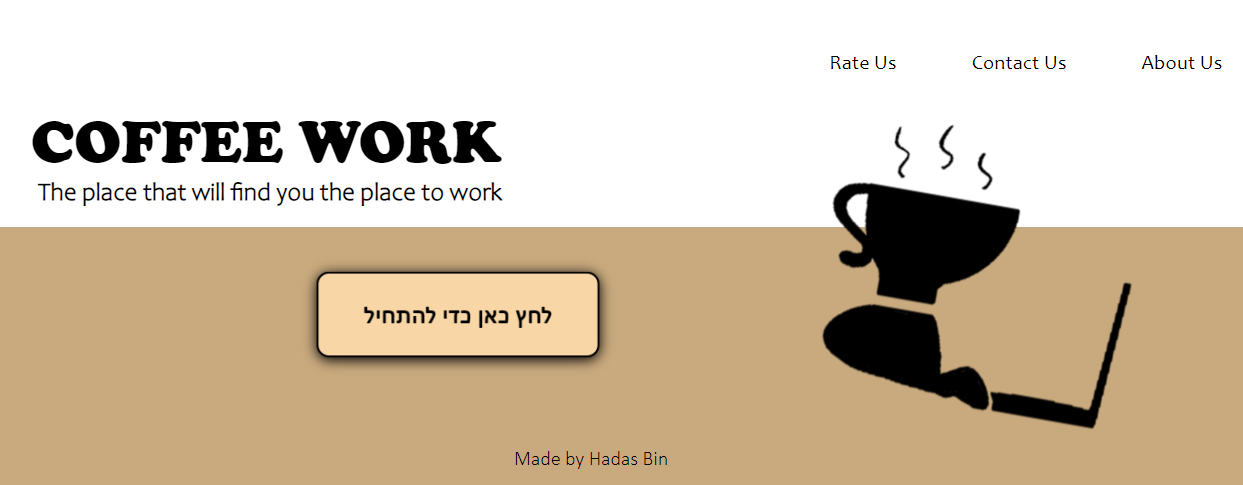 Rate Us
Contact Us
About Us
COFFEE WORK
The place that will find you the place to work
לחץ כאן כדי להתחיל
Made by Hadas Bin